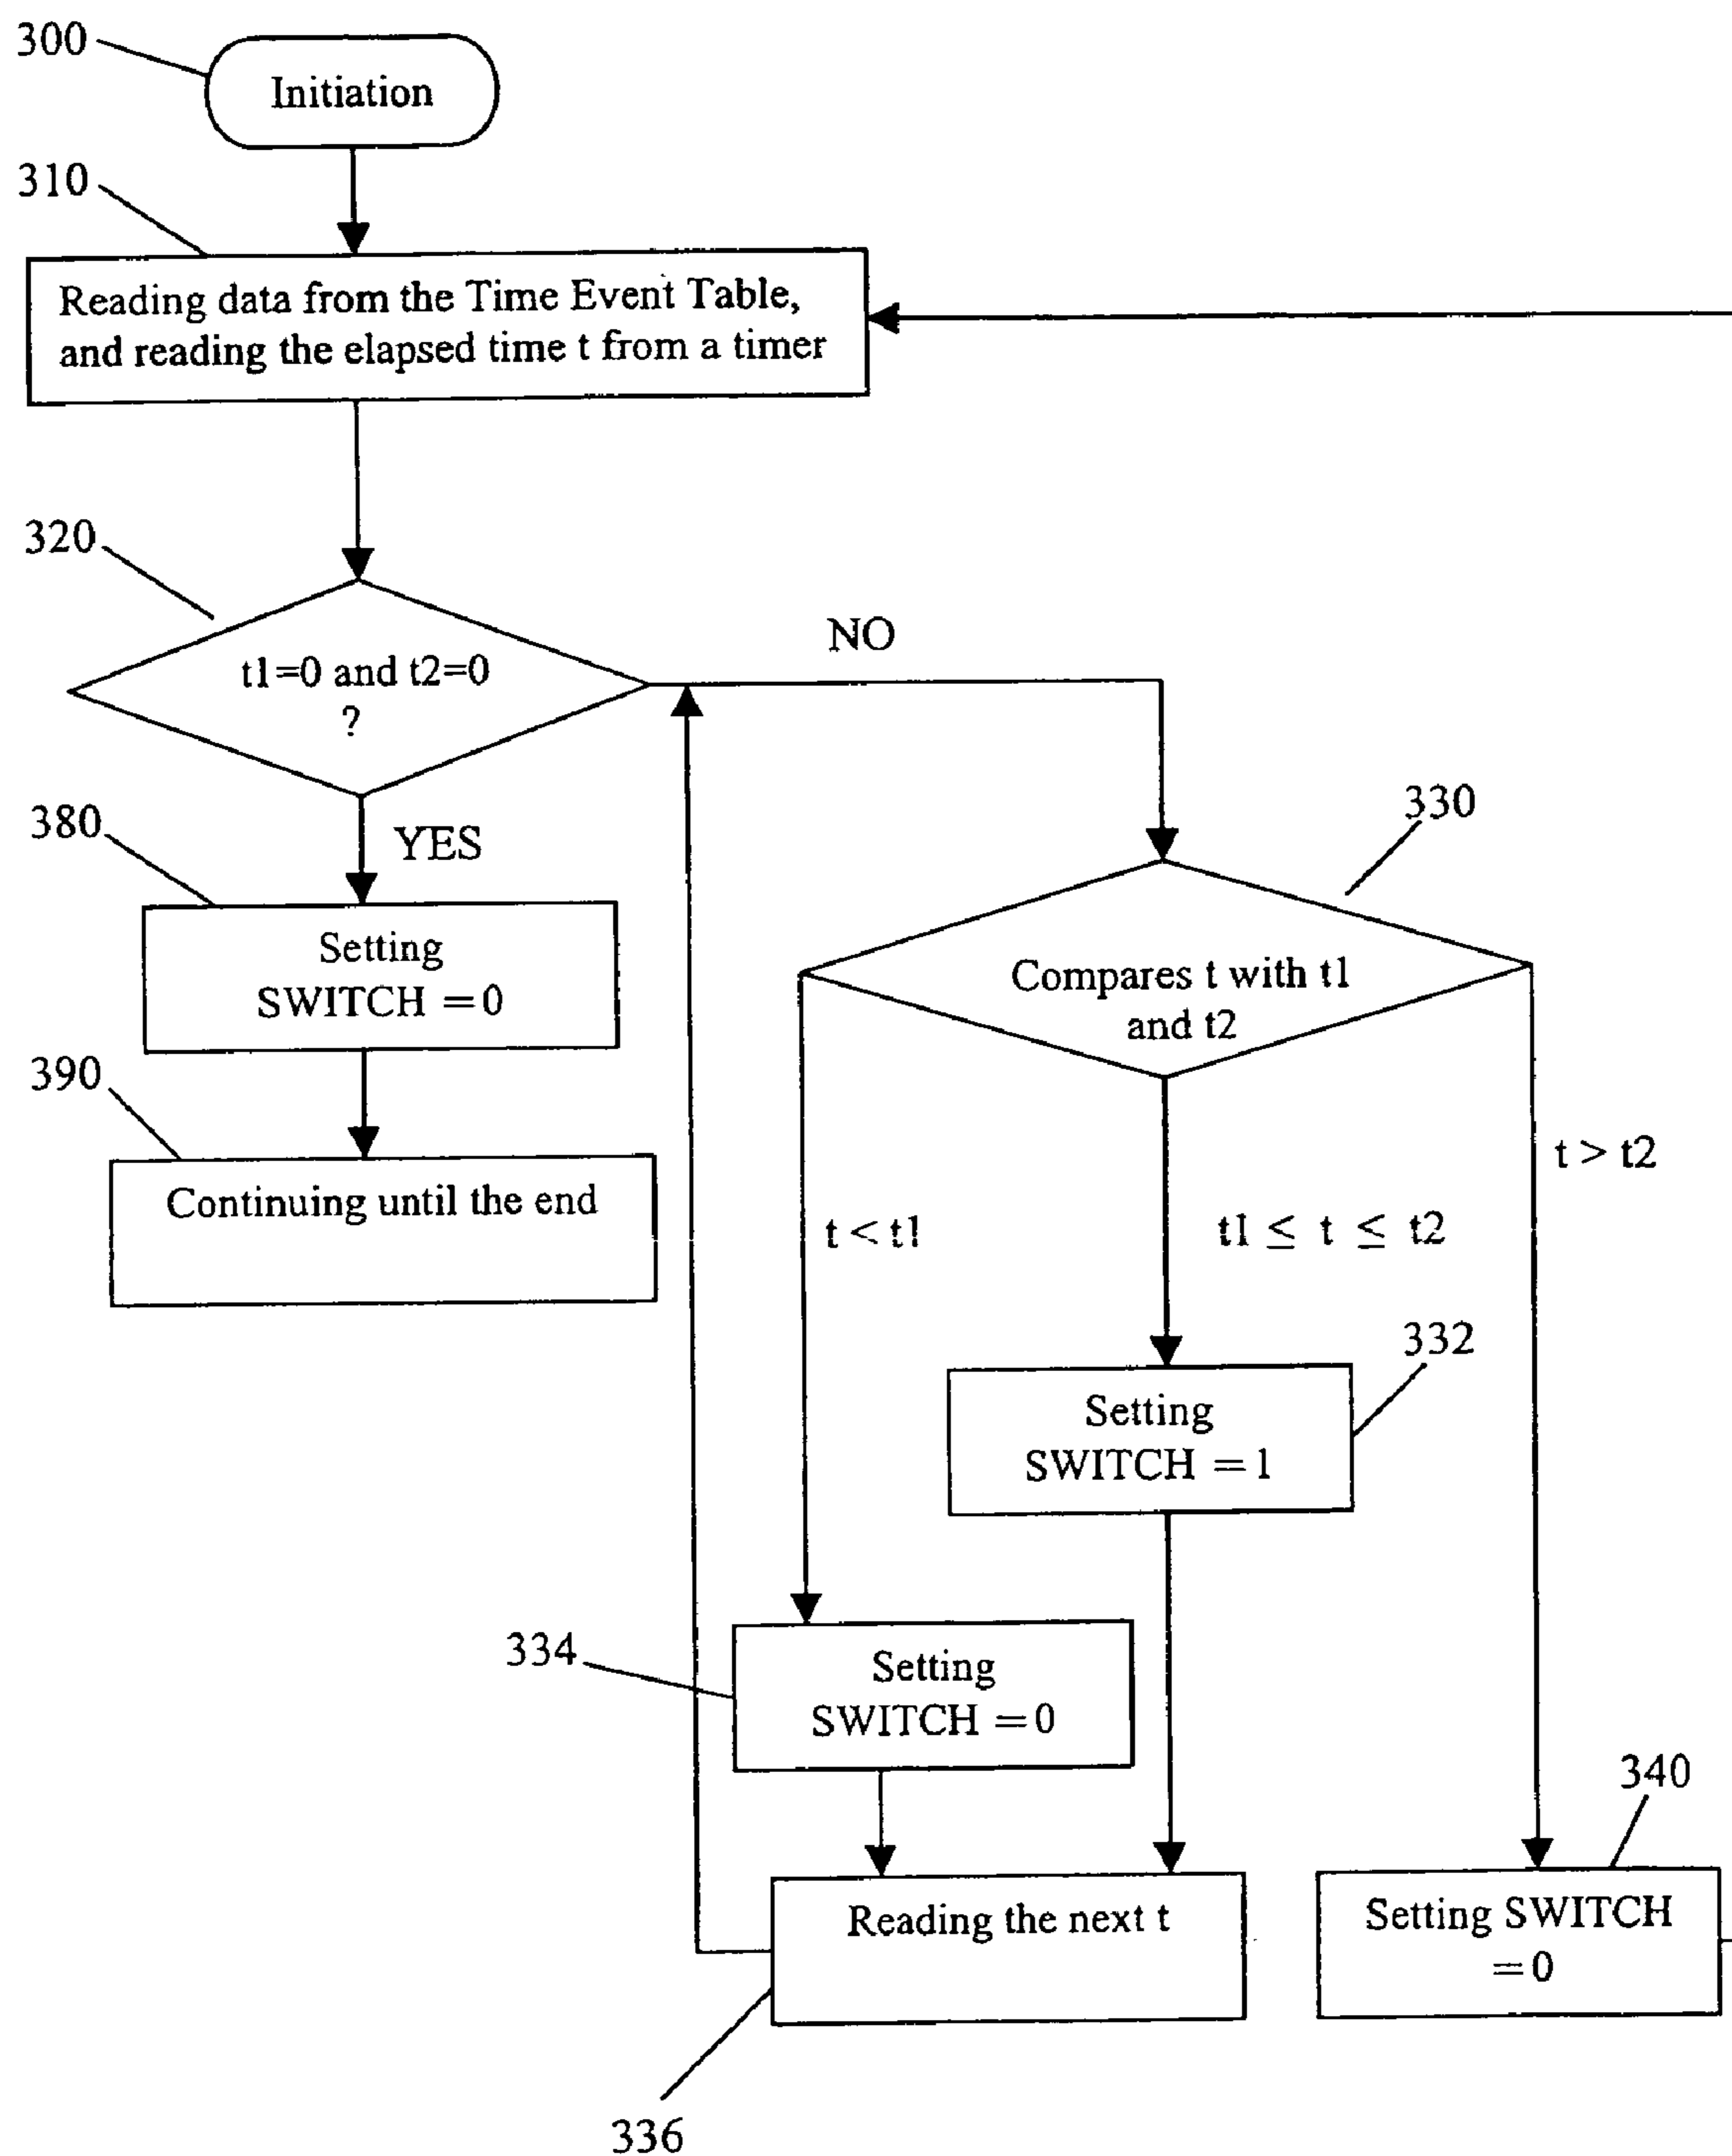 300
Initiation
310
Reading data from the Time Event Table,
and reading the elapsed time t from a timer
320
t1=0 and t2=0
?
NO
380
YES
Setting
SWITCH =0
390
Continuing until the end
330
Compares t with t1
and t2
t < t1
t1 ≤ t ≤ t2
t > t2
332
Setting
SWITCH =1
334
Setting
SWITCH =0
336
Reading the next t
340
Setting SWITCH
=0